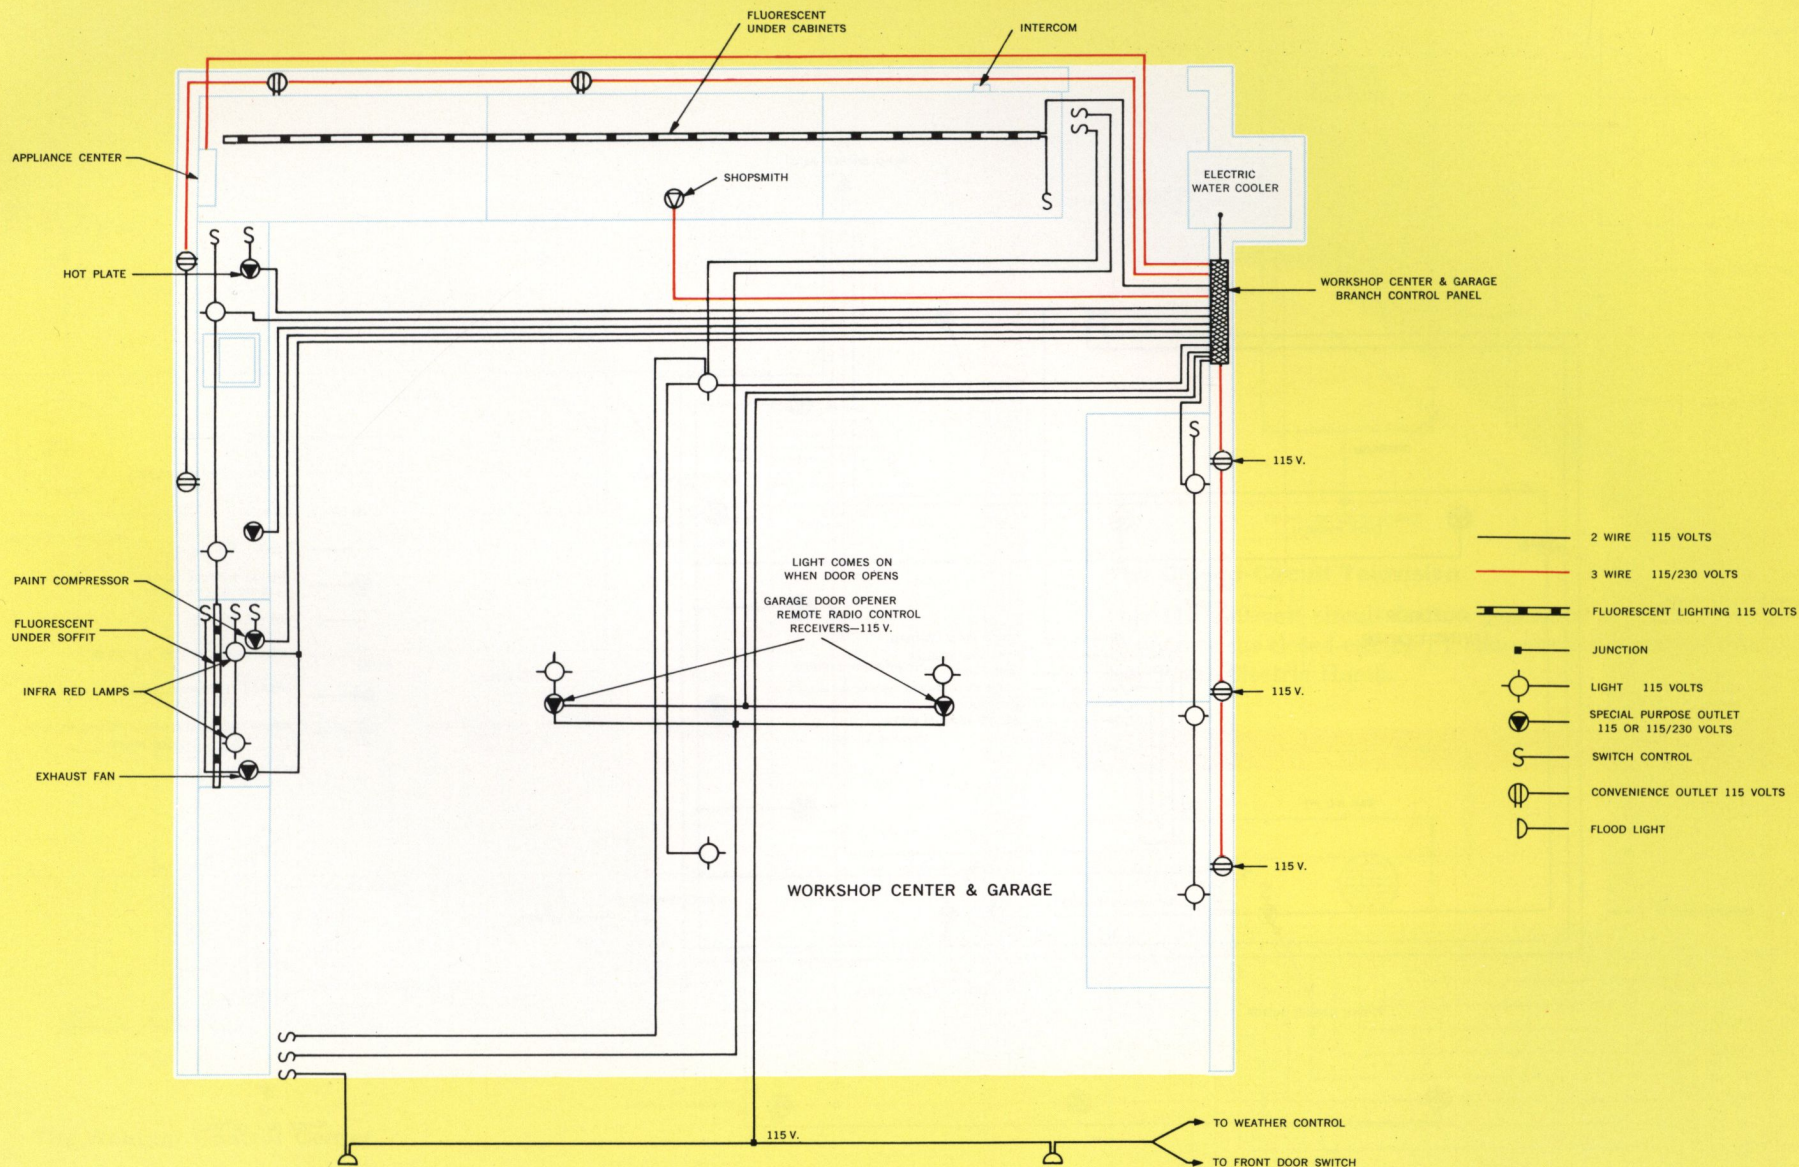 FLUORESCENT
UNDER CABINETS
INTERCOM
APPLIANCE CENTER
SHOPSMITH
ELECTRIC
WATER COOLER
HOT PLATE
WORKSHOP CENTER & GARAGE
BRANCH CONTROL PANEL
115 V.
LIGHT COMES ON
WHEN DOOR OPENS
GARAGE DOOR OPENER
REMOTE RADIO CONTROL
RECEIVERS—115 V.
PAINT COMPRESSOR
FLUORESCENT
UNDER SOFFIT
INFRA RED LAMPS
EXHAUST FAN
115 V.
115 V.
WORKSHOP CENTER & GARAGE
2 WIRE 115 VOLTS
3 WIRE 115/230 VOLTS
FLUORESCENT LIGHTING 115 VOLTS
JUNCTION
LIGHT 115 VOLTS
SPECIAL PURPOSE OUTLET
115 OR 115/230 VOLTS
SWITCH CONTROL
CONVENIENCE OUTLET 115 VOLTS
FLOOD LIGHT
115 V.
TO WEATHER CONTROL
TO FRONT DOOR SWITCH